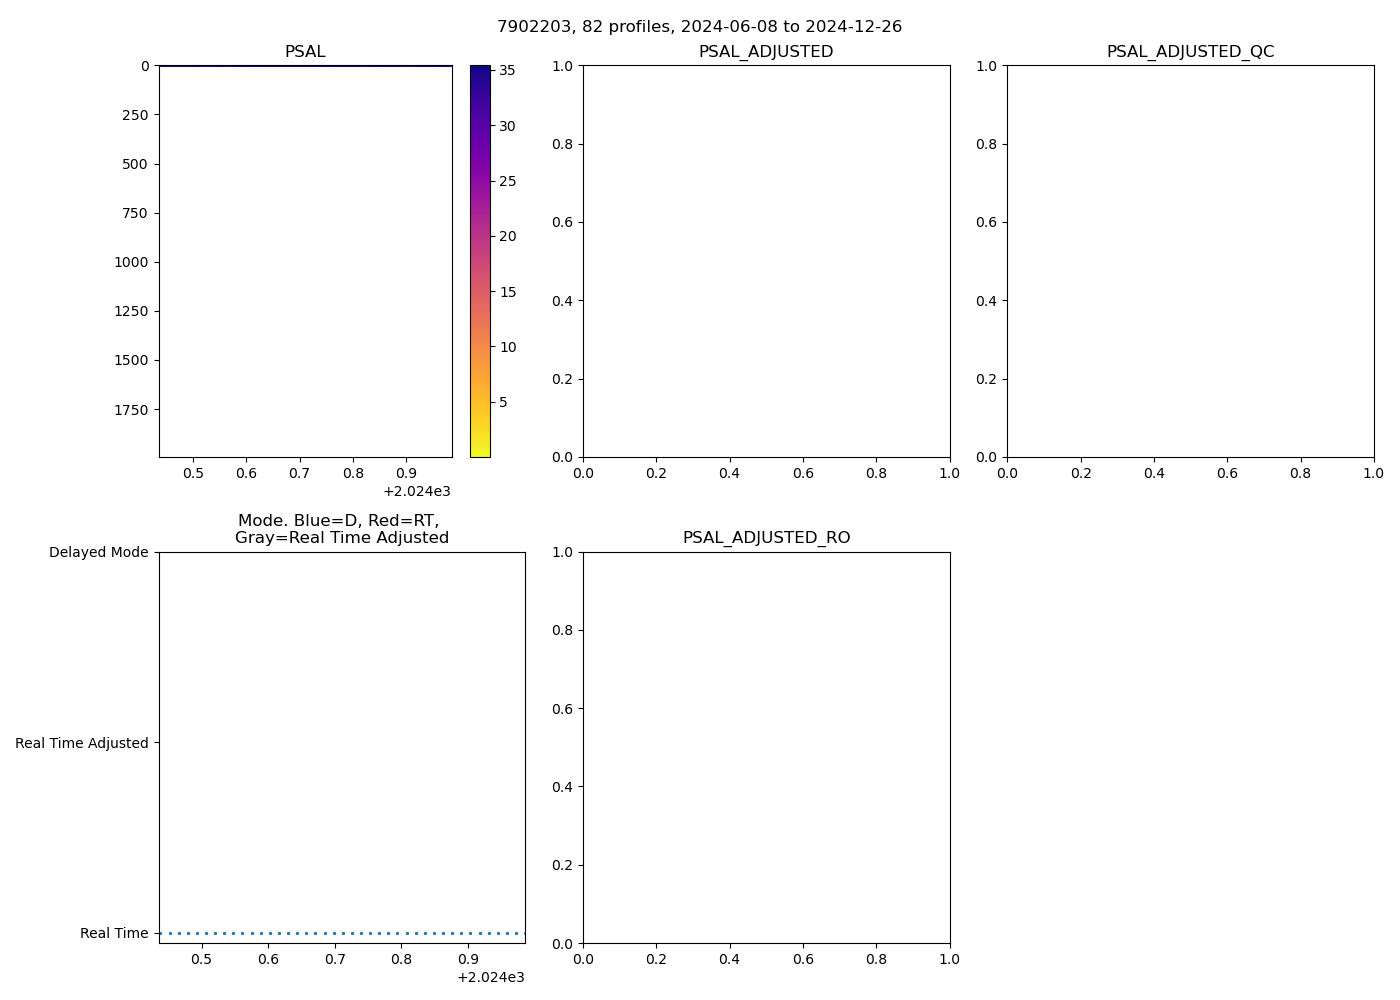 7902203, 82 profiles, 2024-06-08 to 2024-12-26
PSAL
0
250
500
750
1000
1250
1500
1750
0.5 0.6 0.7 0.8 0.9
+2.024e3
35
30
25
20
15
10
5
PSAL_ADJUSTED
1.0
0.8
0.6
0.4
0.2
0.0
0.0 0.2 0.4 0.6 0.8 1.0
PSAL_ADJUSTED_QC
1.0
0.8
0.6
0.4
0.2
0.0
0.0 0.2 0.4 0.6 0.8 1.0
Mode. Blue=D, Red=RT,
Gray=Real Time Adjusted
Delayed Mode
Real Time Adjusted
Real Time
0.5 0.6 0.7 0.8 0.9
+2.024e3
PSAL_ADJUSTED_RO
1.0
0.8
0.6
0.4
0.2
0.0
0.0 0.2 0.4 0.6 0.8 1.0